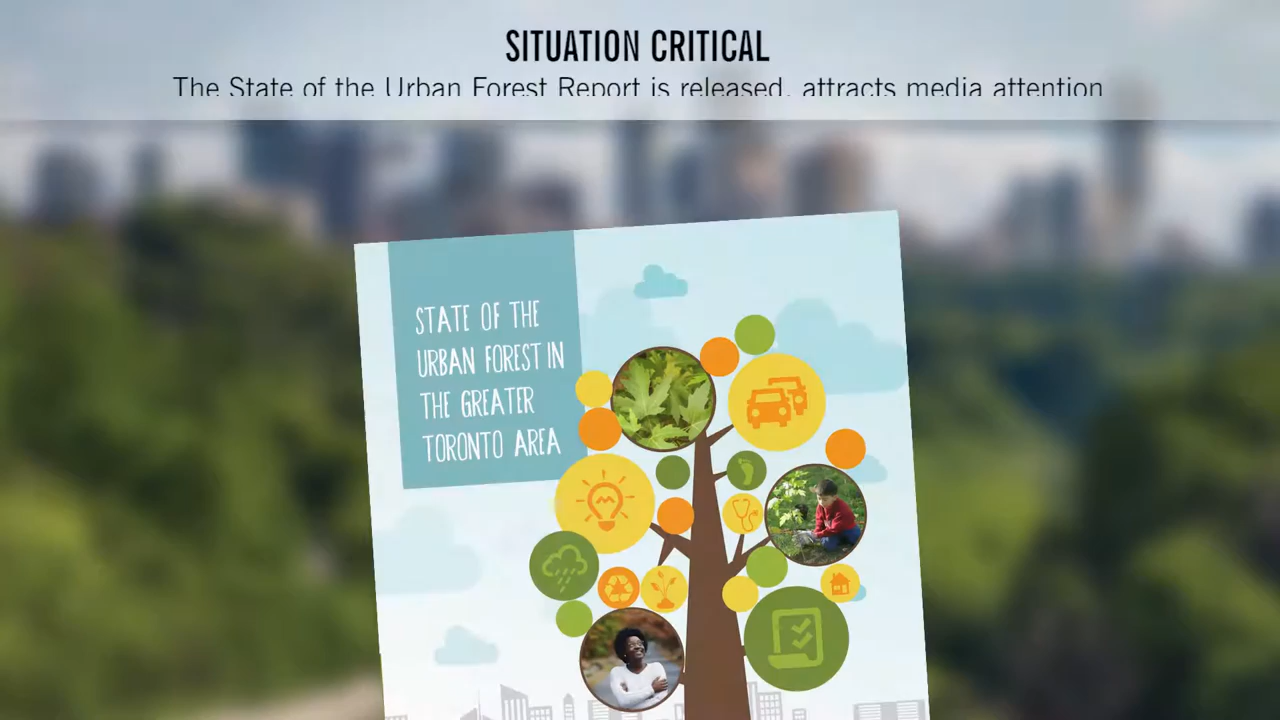 SITUATION CRITICAL
The State of the Urban Forest Report is released, attracts media attention
STATE OF THE
URBAN FOREST IN
THE GREATER
TORONTO AREA